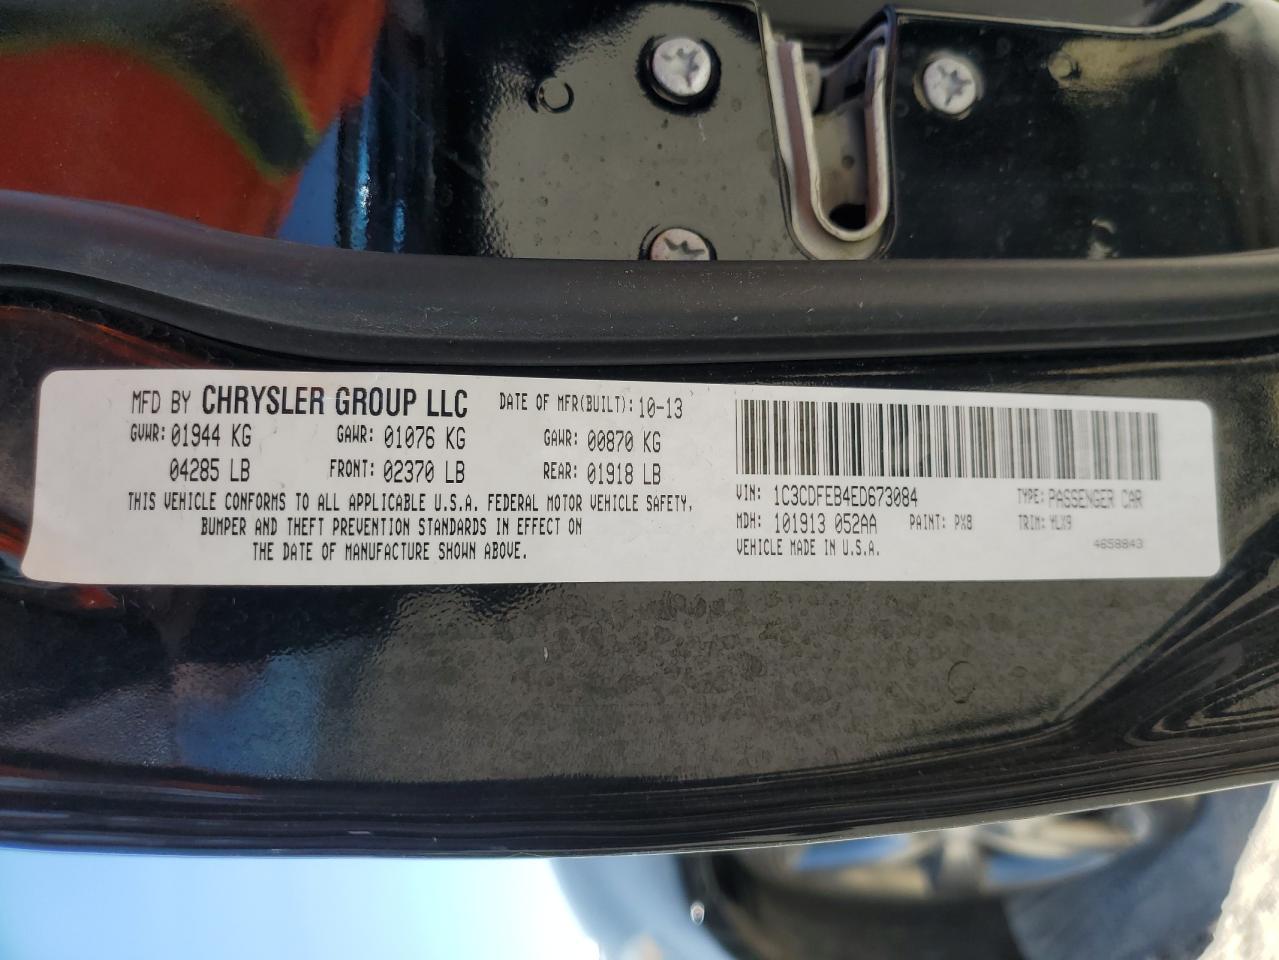 MFD BY CHRYSLER GROUP LLC DATE OF MFR(BUILT): 10-13
GVWR: 01944 KG GAWR: 01076 KG GAWR: 00870 KG
04285 LB FRONT: 02370 LB REAR: 01918 LB
THIS VEHICLE CONFORMS TO ALL APPLICABLE U.S.A. FEDERAL MOTOR VEHICLE SAFETY,
BUMPER AND THEFT PREVENTION STANDARDS IN EFFECT ON
THE DATE OF MANUFACTURE SHOWN ABOVE.
VIN: 1C3CDFEB4ED673084 TYPE: PASSENGER CAR
MDH: 101913 052AA PAINT: PX8 TRIM: YLX9
VEHICLE MADE IN U.S.A. 4658843